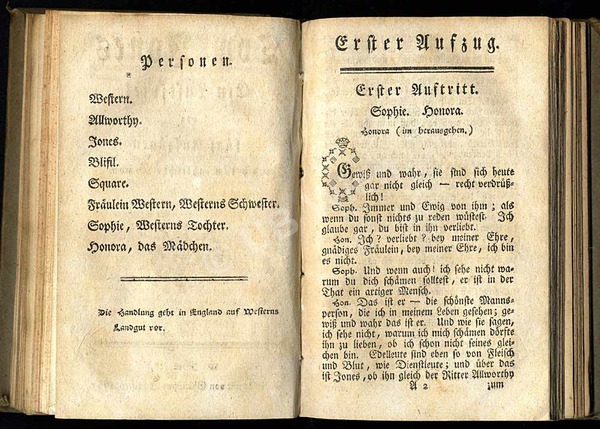 Personen.
Western.
Allworthy.
Jones.
Blifil.
Square.
Fräulein Western, Westerns Schwester.
Sophie, Westerns Tochter.
Honora, das Mädchen.
Die Handlung geht in England auf Westerns
Landgut vor.
Erster Aufzug.
Erster Auftritt.
Sophie. Honora.
Honora (im herausgehen.)
Gewiß und wahr, sie sind sich heute
gar nicht gleich — recht verdrüß-
lich!
Soph. Immer und Ewig von ihm; als
wenn du sonst nichts zu reden wüstest. Ich
glaube gar, du bist in ihn verliebt.
Hon. Ich? verliebt? bey meiner Ehre,
gnädiges Fräulein, bey meiner Ehre, ich bin
es nicht.
Soph. Und wenn auch! ich sehe nicht wa-
rum du dich schämen solltest, er ist in der
That ein artiger Mensch.
Hon. Das ist er — die schönste Manns-
person, die ich in meinem Leben gesehen; ge-
wiß und wahr das ist er. Und wie sie sagen,
ich sehe nicht, warum ich mich schämen dörfte
ihn zu lieben, ob ich schon nicht seines glei-
chen bin. Edelleute sind eben so von Fleisch
und Blut, wie Dienstleute; und über das
ist Jones, ob ihn gleich der Ritter Allworthy
A 2 zum